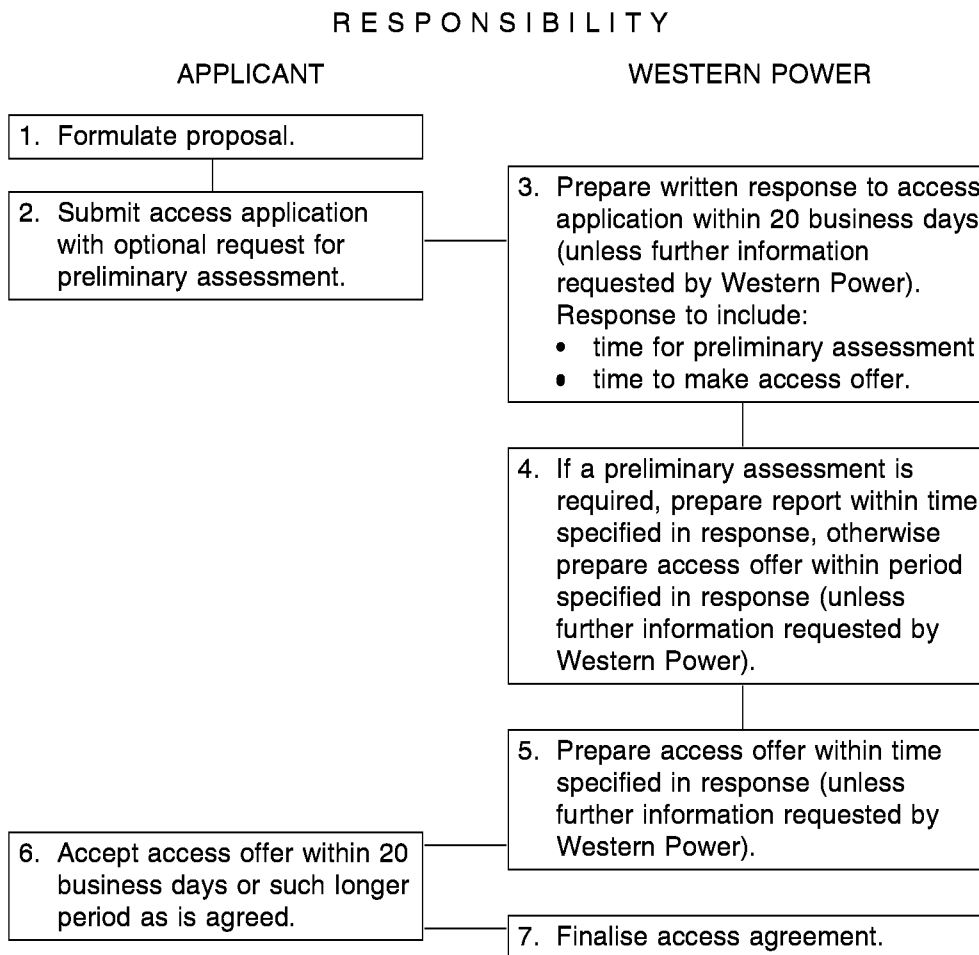 RESPONSIBILITY
APPLICANT
WESTERN POWER
1. Formulate proposal.
2. Submit access application
with optional request for
preliminary assessment.
3. Prepare written response to access
application within 20 business days
(unless further information
requested by Western Power).
Response to include:
• time for preliminary assessment
• time to make access offer.
4. If a preliminary assessment is
required, prepare report within time
specified in response, otherwise
prepare access offer within period
specified in response (unless
further information requested by
Western Power).
5. Prepare access offer within time
specified in response (unless
further information requested by
Western Power).
6. Accept access offer within 20
business days or such longer
period as is agreed.
7. Finalise access agreement.